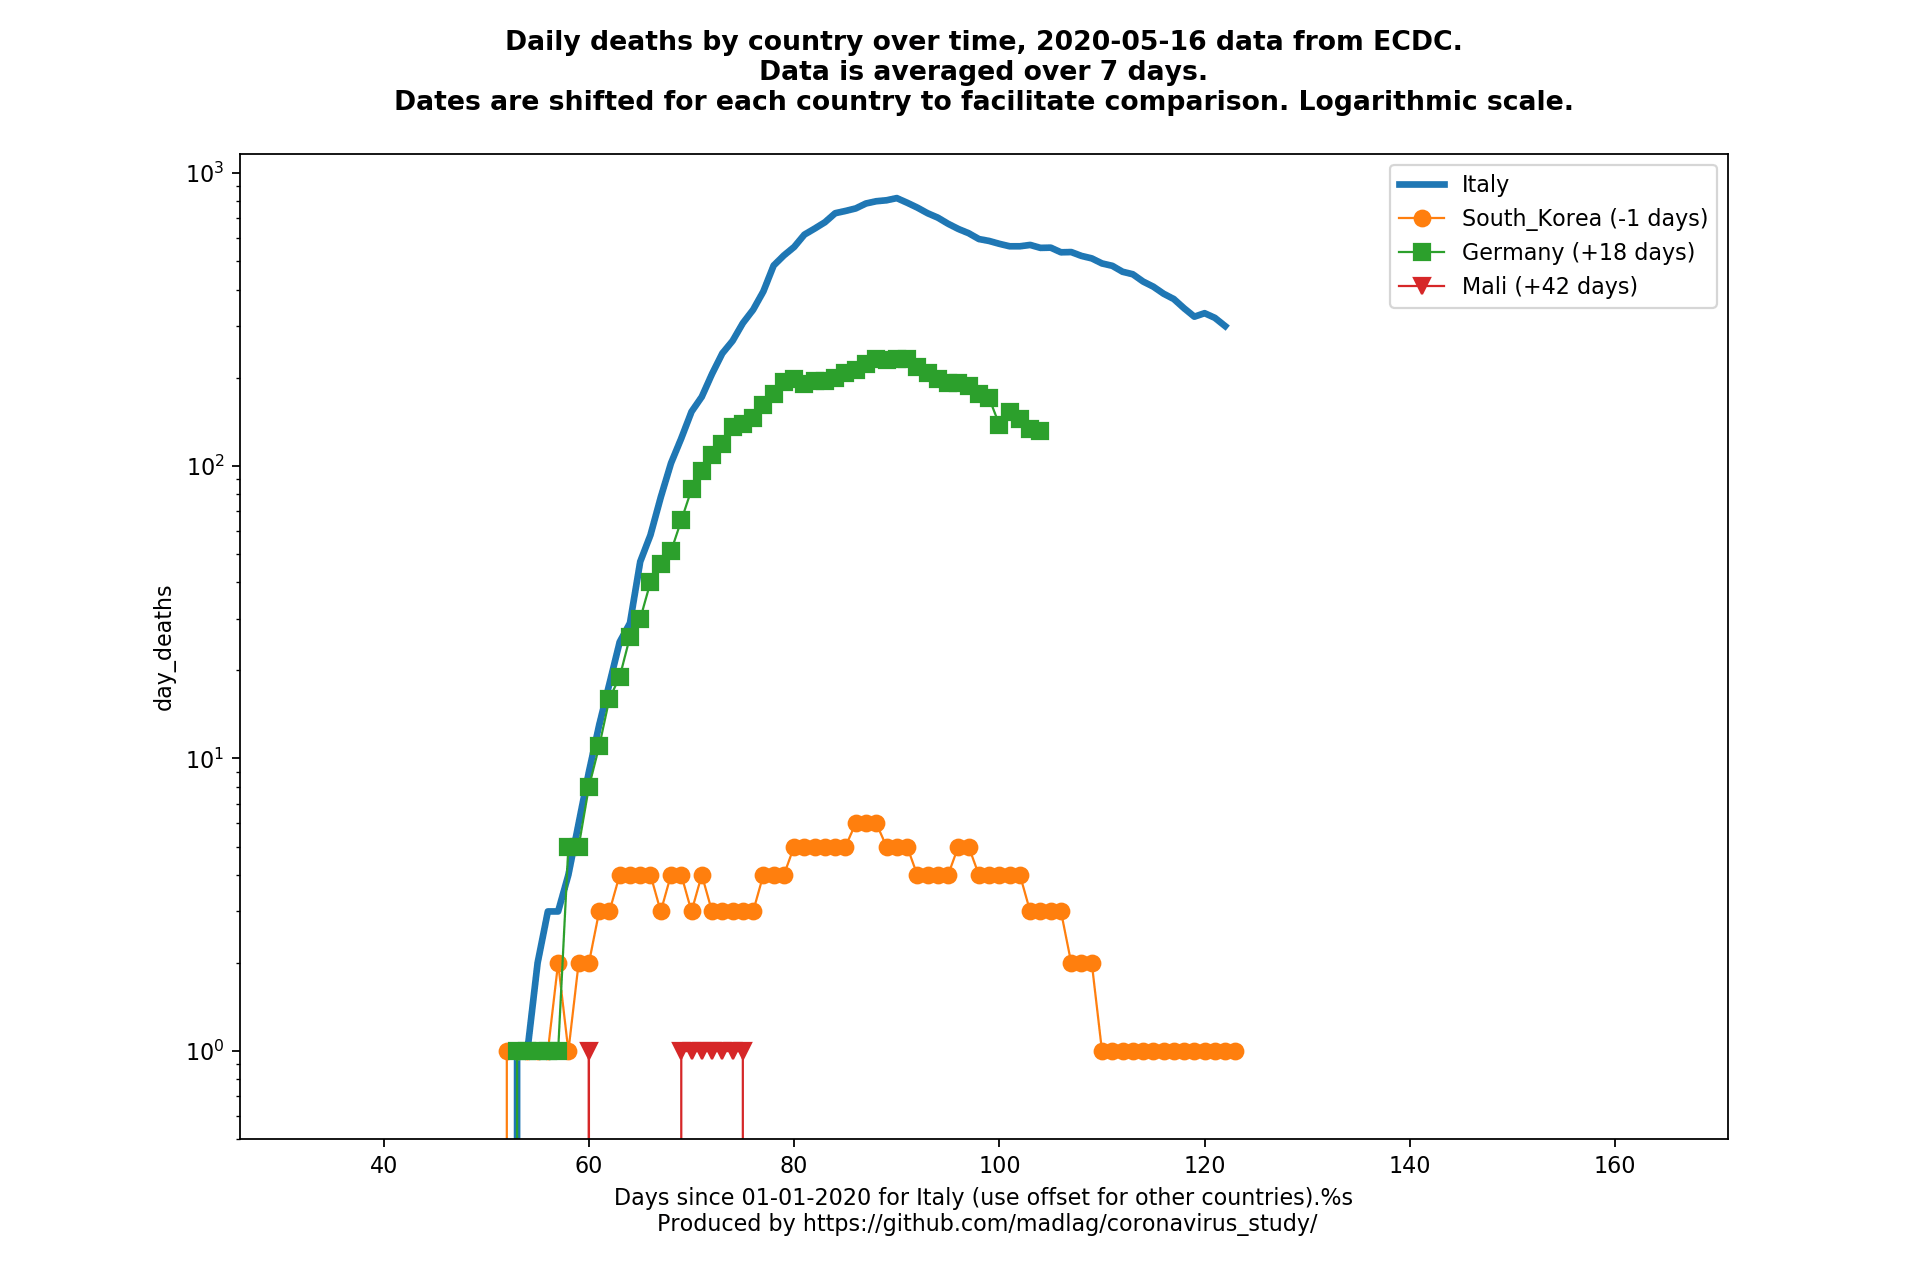 Daily deaths by country over time, 2020-05-16 data from ECDC.
Data is averaged over 7 days.
Dates are shifted for each country to facilitate comparison. Logarithmic scale.
10³
10²
10¹
10⁰
day_deaths
Italy
South_Korea (-1 days)
Germany (+18 days)
Mali (+42 days)
40 60 80 100 120 140 160
Days since 01-01-2020 for Italy (use offset for other countries).%s
Produced by https://github.com/madlag/coronavirus_study/